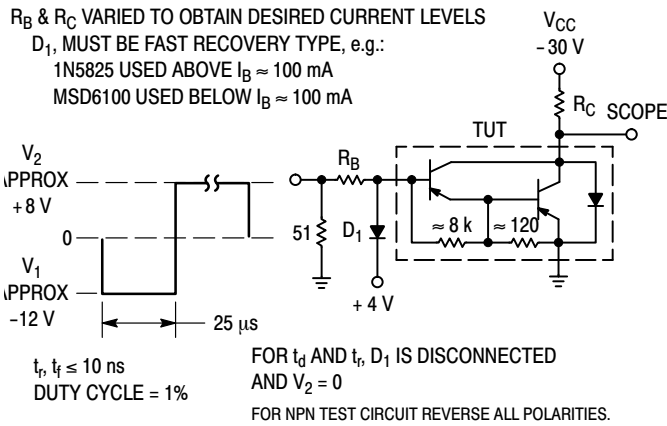 R_B & R_C VARIED TO OBTAIN DESIRED CURRENT LEVELS
D_1, MUST BE FAST RECOVERY TYPE, e.g.:
1N5825 USED ABOVE I_B ≈ 100 mA
MSD6100 USED BELOW I_B ≈ 100 mA
V_CC
– 30 V
R_C
SCOPE
TUT
R_B
V_2
APPROX
+ 8 V
0
51
D_1
≈ 8 k
≈ 120
V_1
APPROX
–12 V
+ 4 V
25 μs
t_r, t_f ≤ 10 ns
DUTY CYCLE = 1%
FOR t_d AND t_r, D_1 IS DISCONNECTED
AND V_2 = 0
FOR NPN TEST CIRCUIT REVERSE ALL POLARITIES.